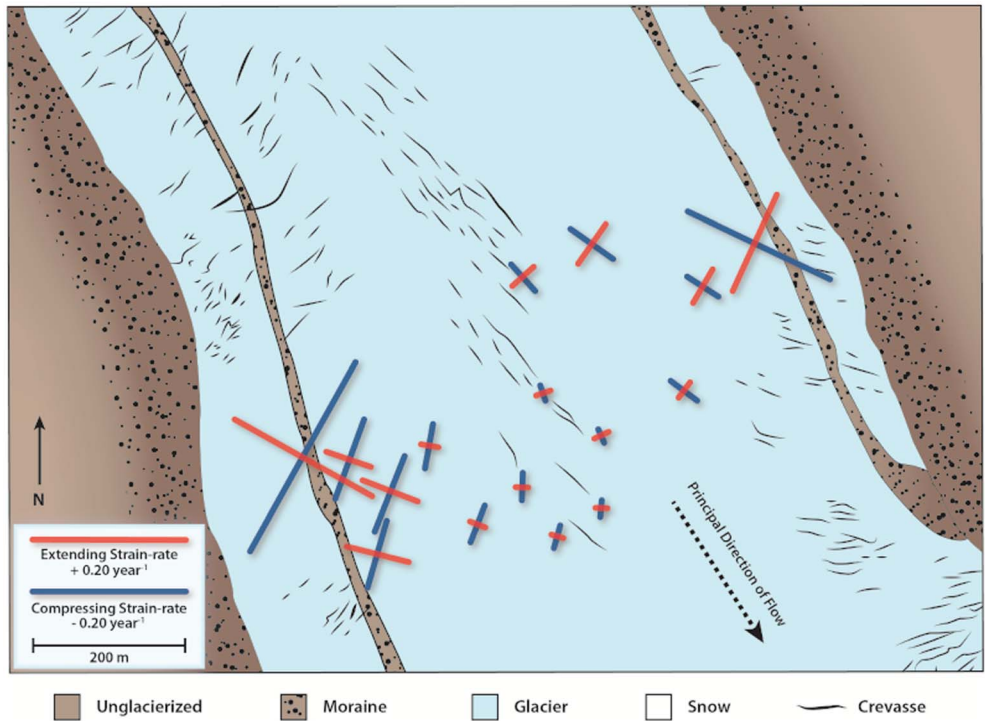 N
Extending Strain-rate
+ 0.20 year-1
Compressing Strain-rate
- 0.20 year-1
200 m
Principal Direction of Flow
Unglacierized
Moraine
Glacier
Snow
Crevasse